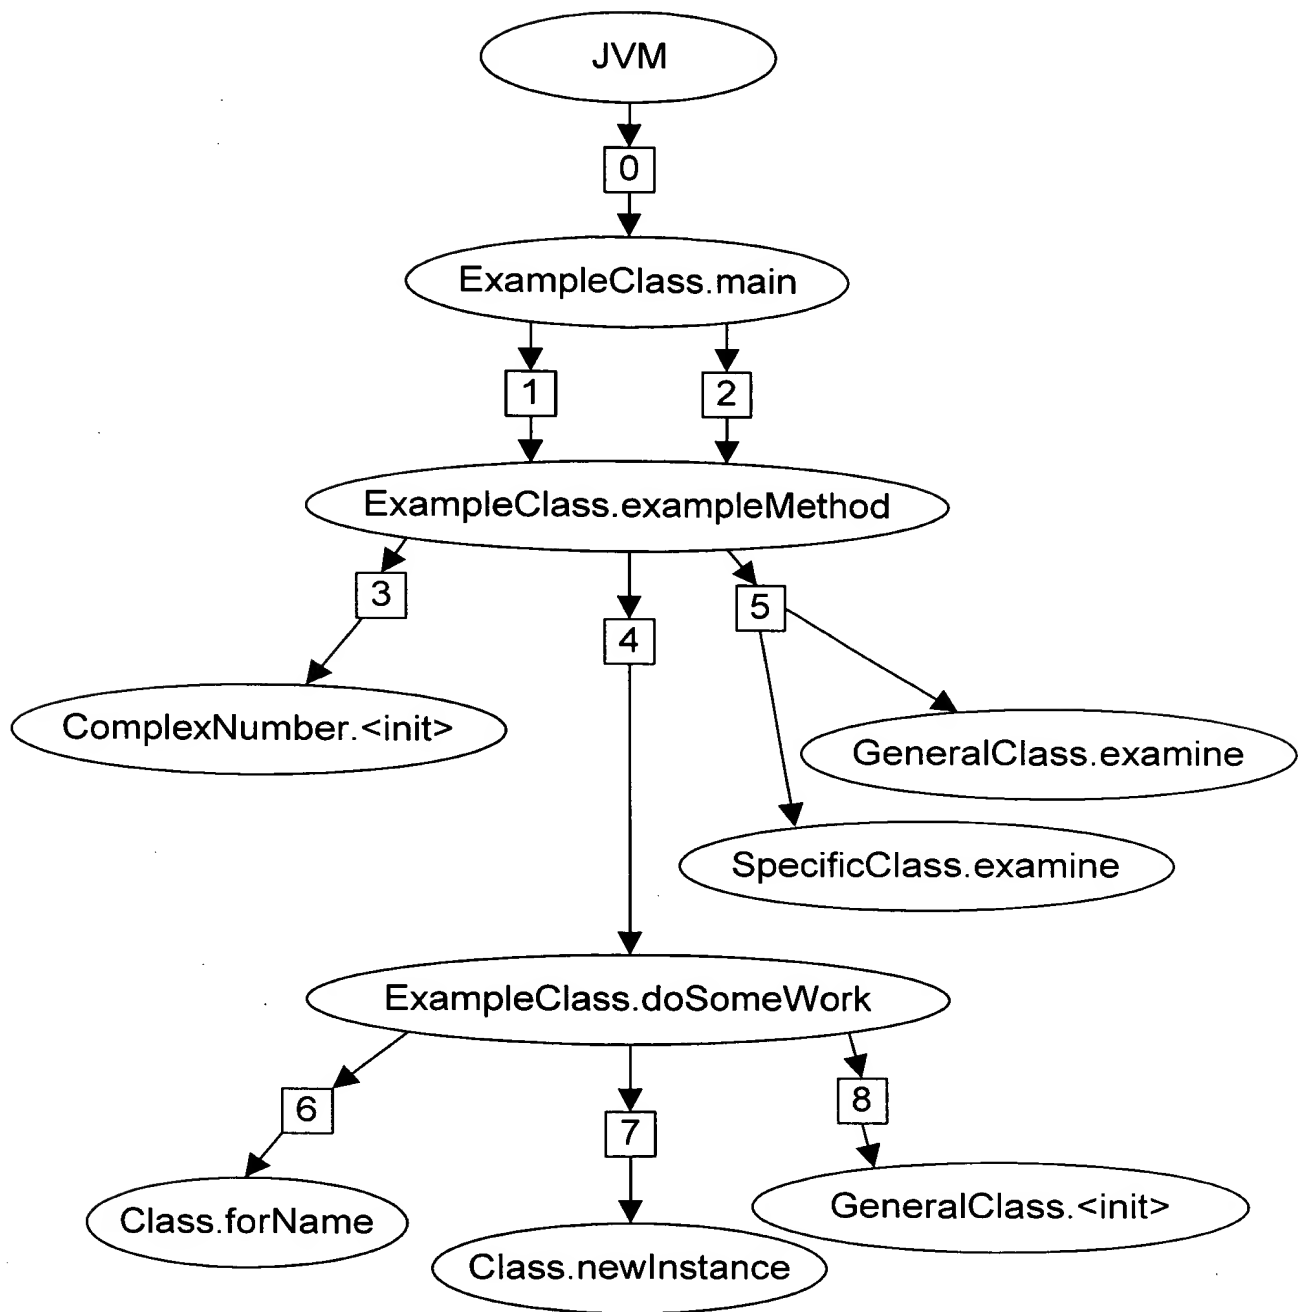 JVM
0
ExampleClass.main
1
2
ExampleClass.exampleMethod
3
5
4
ComplexNumber.<init>
GeneralClass.examine
SpecificClass.examine
ExampleClass.doSomeWork
6
8
7
Class.forName
GeneralClass.<init>
Class.newInstance